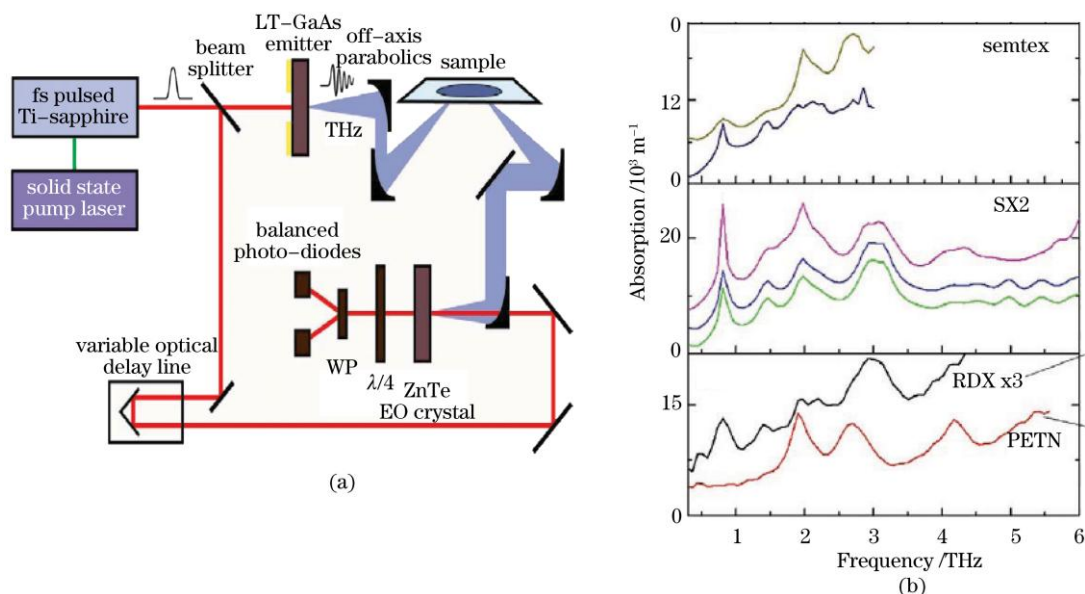 LT-GaAs
emitter
off-axis
parabolics
beam
splitter
sample
fs pulsed
Ti-sapphire
THz
solid state
pump laser
balanced
photo-diodes
variable optical
delay line
WP
λ/4
ZnTe
EO crystal
(a)
Absorption /10³ m⁻¹
0
semtex
12
0
SX2
20
0
RDX x3
15
PETN
0
1 2 3 4 5 6
Frequency /THz
(b)